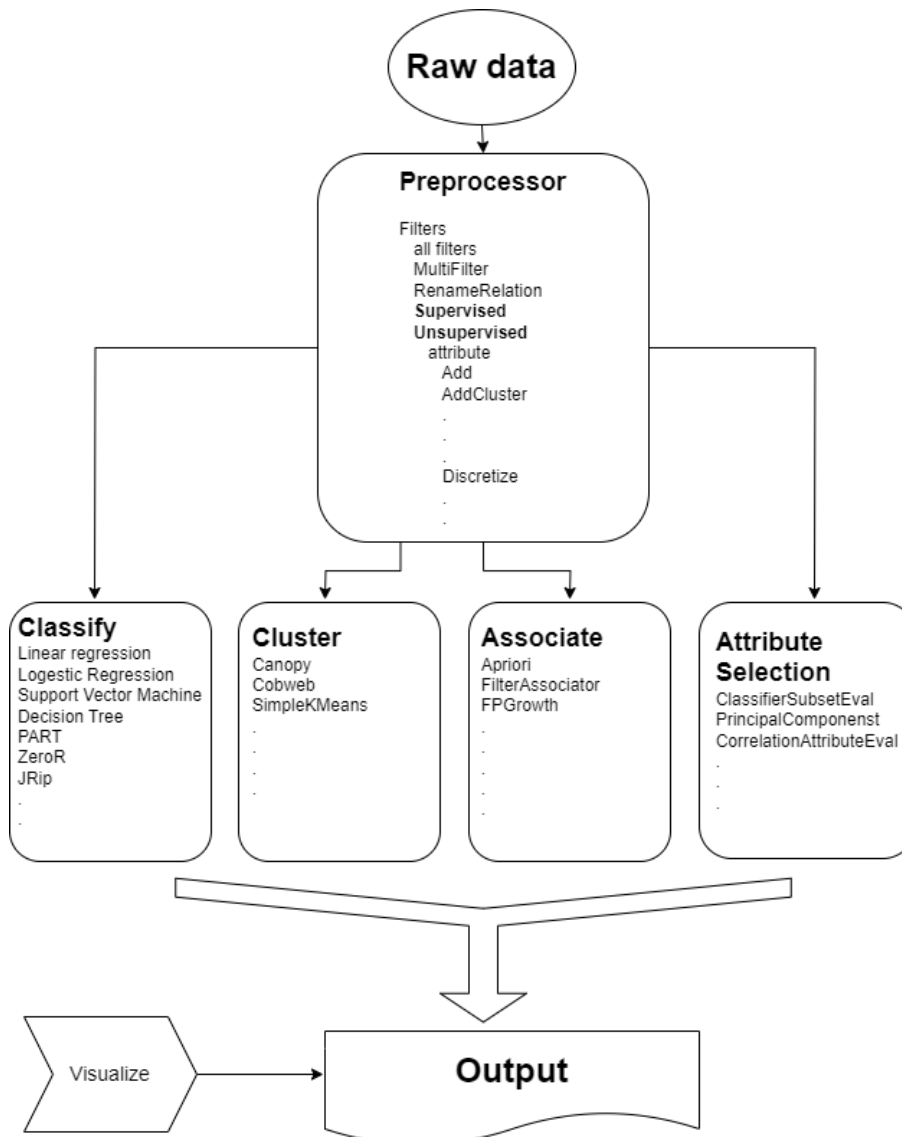 Raw data
Preprocessor
Filters
all filters
MultiFilter
RenameRelation
Supervised
Unsupervised
attribute
Add
AddCluster
.
.
.
Discretize
.
.
Classify
Linear regression
Logestic Regression
Support Vector Machine
Decision Tree
PART
ZeroR
JRip
.
.
Cluster
Canopy
Cobweb
SimpleKMeans
.
.
.
.
Associate
Apriori
FilterAssociator
FPGrowth
.
.
.
.
.
Attribute
Selection
ClassifierSubsetEval
PrincipalComponenst
CorrelationAttributeEval
.
.
.
Visualize
Output